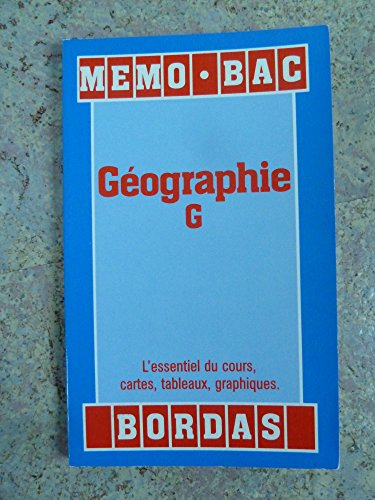 MEMO•BAC
Géographie
G
L'essentiel du cours,
cartes, tableaux, graphiques.
BORDAS